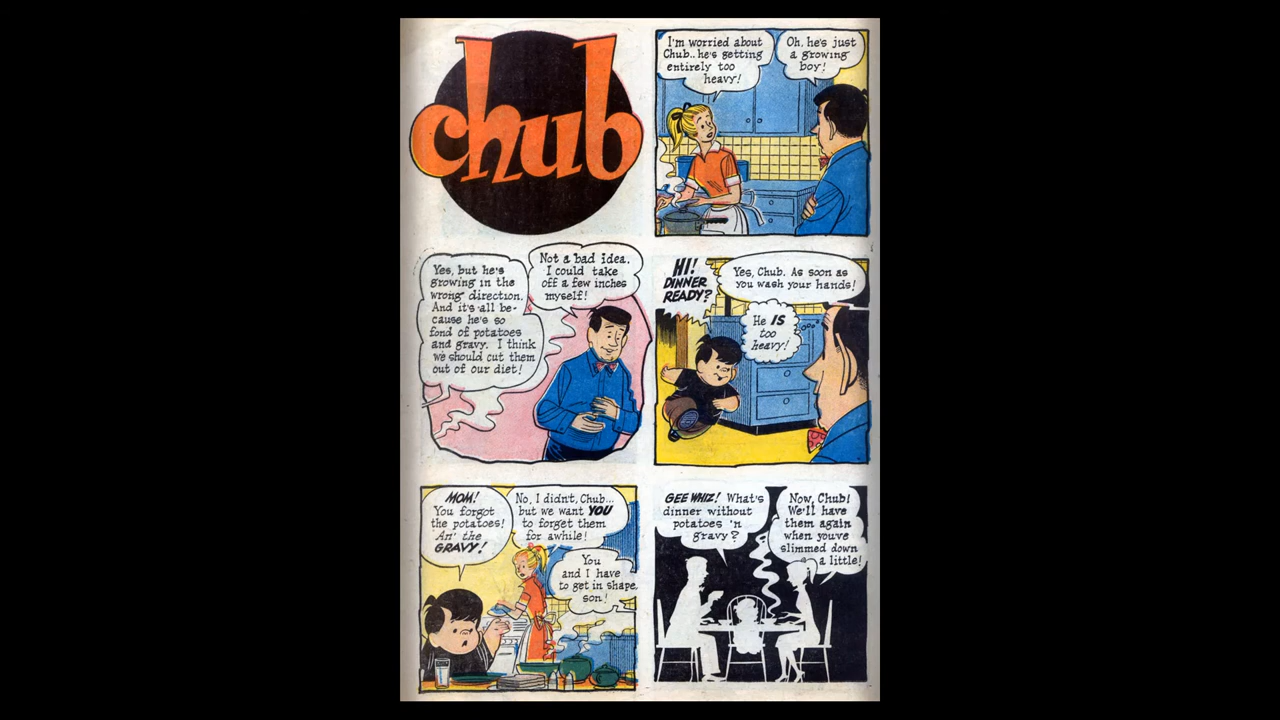 chub
I'm worried about
Chub.. he's getting
entirely too
heavy!
Oh, he's just
a growing
boy!
Yes, but he's
growing in the
wrong direction.
And it's all be-
cause he's so
fond of potatoes
and gravy. I think
we should cut them
out of our diet!
Not a bad idea.
I could take
off a few inches
myself!
HI!
DINNER
READY?
Yes, Chub. As soon as
you wash your hands!
He IS
too
heavy!
MOM!
You forgot
the potatoes!
An' the
GRAVY!
No, I didn't, Chub...
but we want YOU
to forget them
for awhile!
You
and I have
to get in shape,
son!
GEE WHIZ! What's
dinner without
potatoes 'n
gravy?
Now, Chub!
We'll have
them again
when you've
slimmed down
a little!